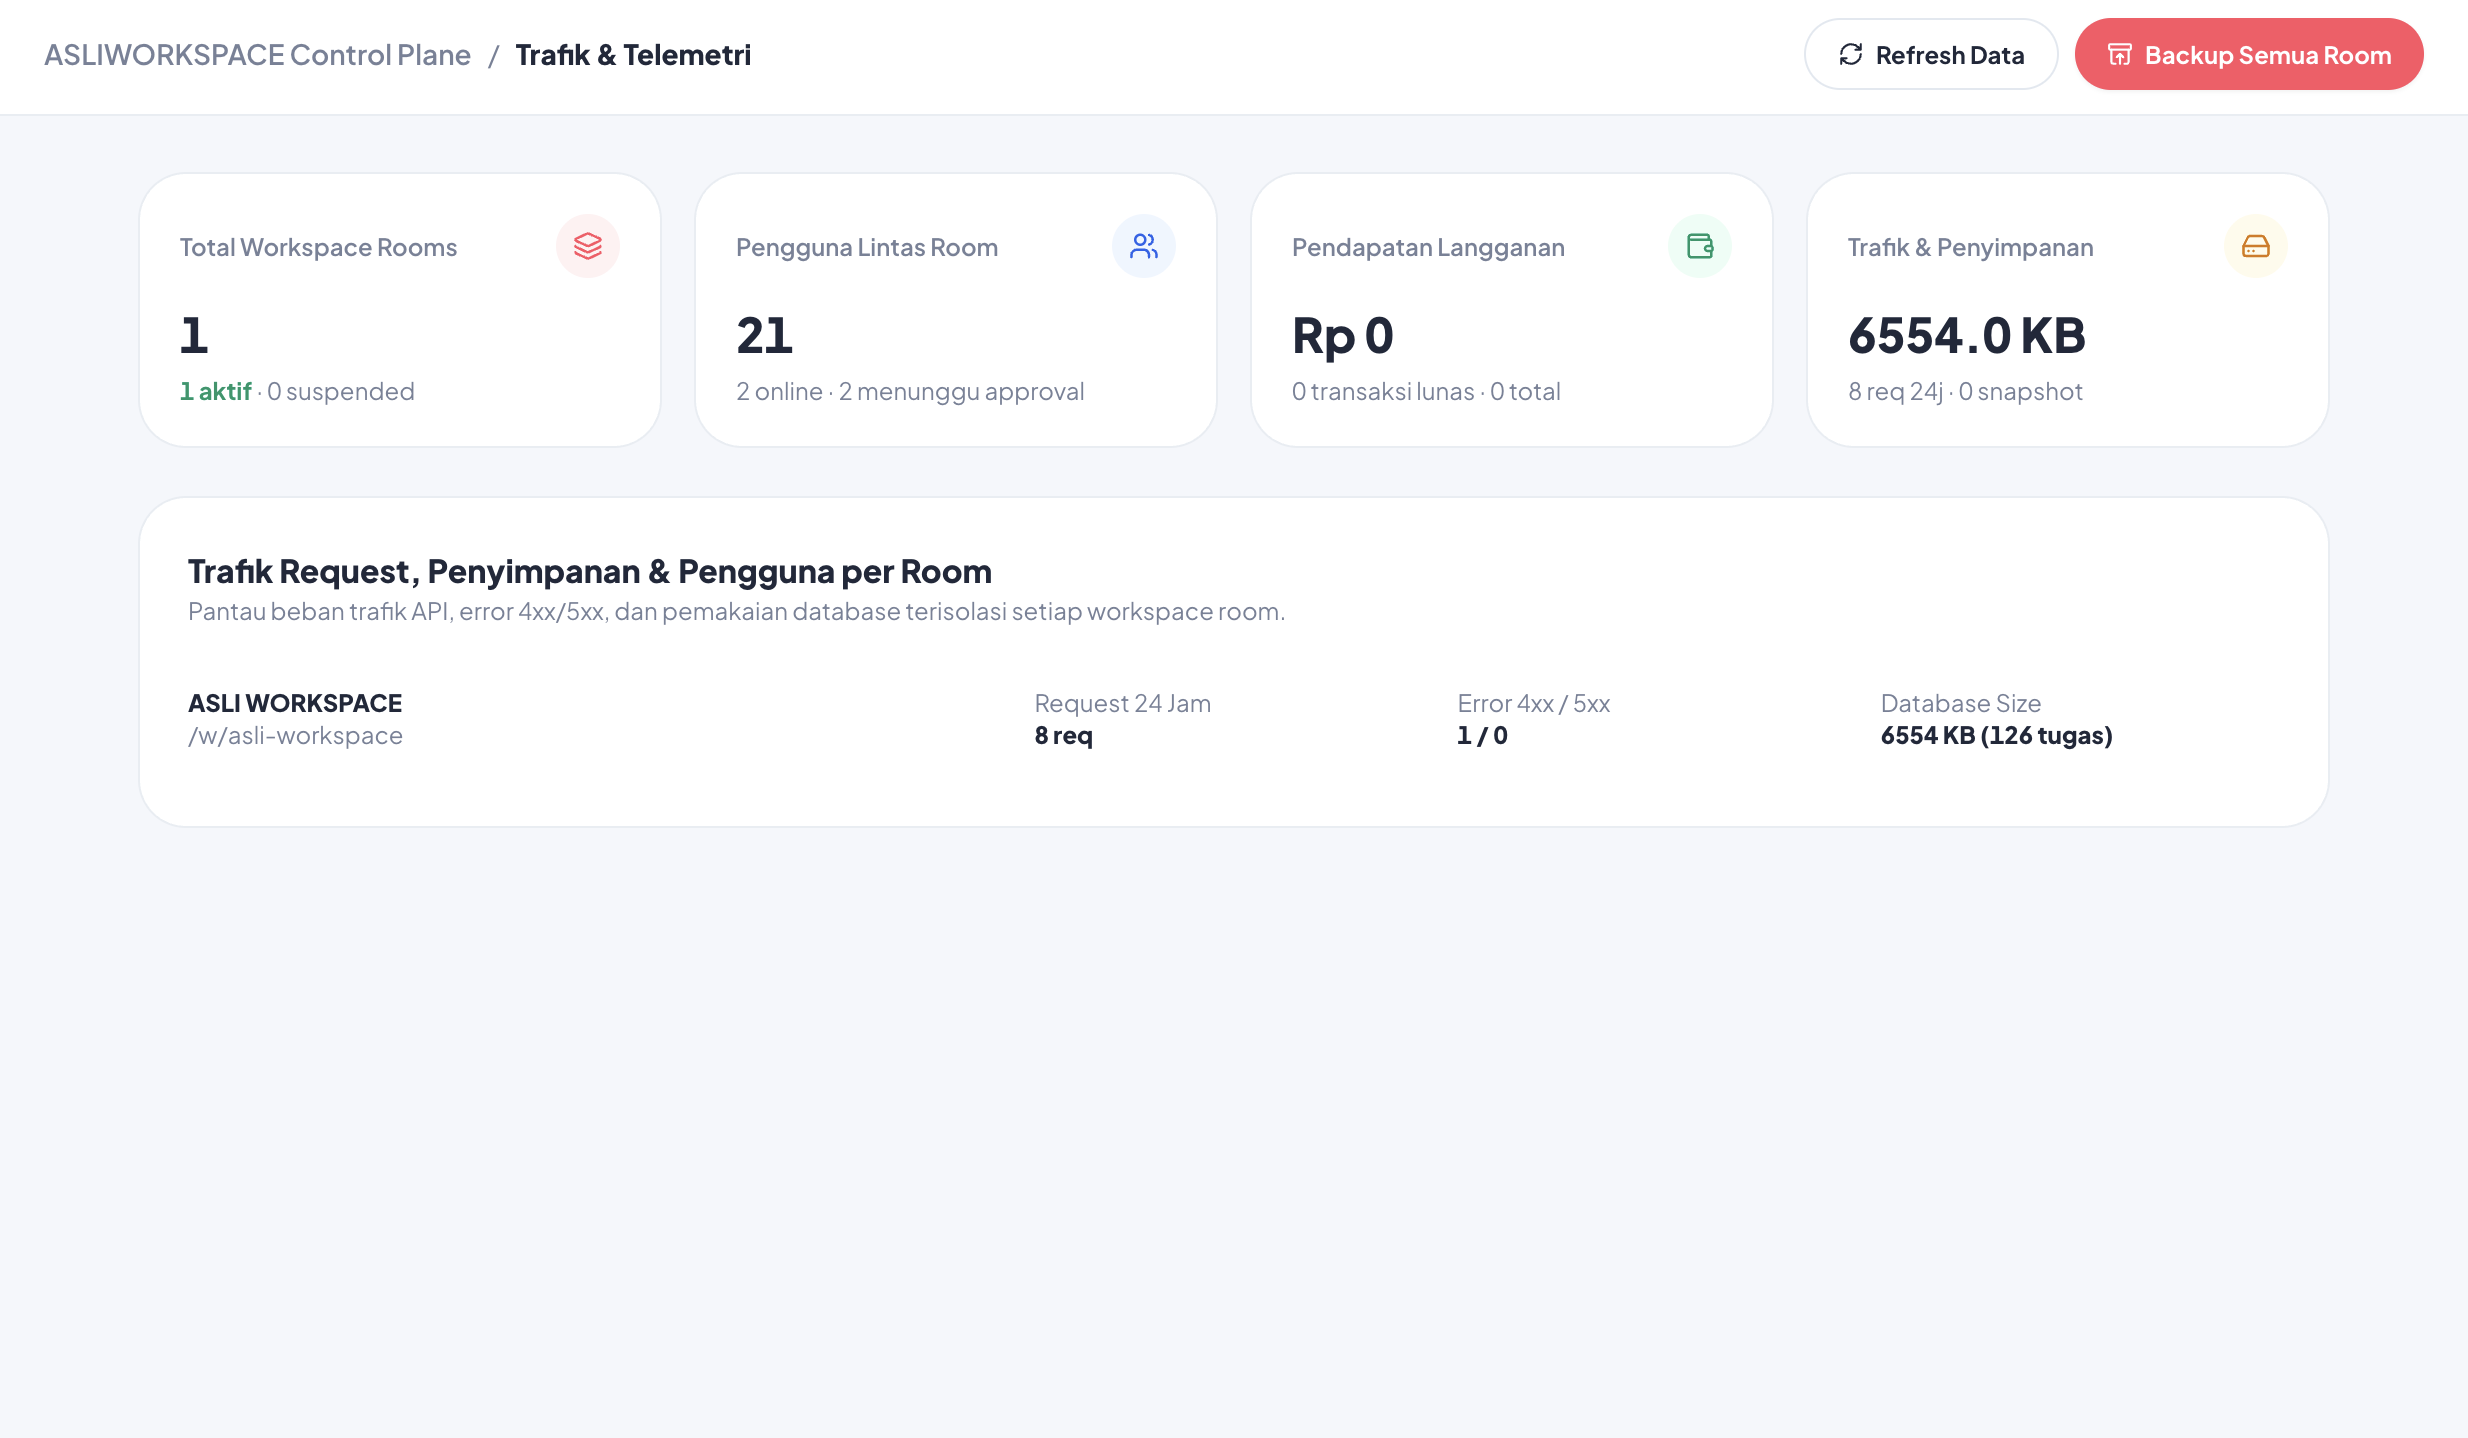 ASLIWORKSPACE Control Plane / Trafik & Telemetri
Refresh Data
Backup Semua Room
Total Workspace Rooms
1
1 aktif · 0 suspended
Pengguna Lintas Room
21
2 online · 2 menunggu approval
Pendapatan Langganan
Rp 0
0 transaksi lunas · 0 total
Trafik & Penyimpanan
6554.0 KB
8 req 24j · 0 snapshot
Trafik Request, Penyimpanan & Pengguna per Room
Pantau beban trafik API, error 4xx/5xx, dan pemakaian database terisolasi setiap workspace room.
ASLI WORKSPACE
/w/asli-workspace
Request 24 Jam
8 req
Error 4xx / 5xx
1 / 0
Database Size
6554 KB (126 tugas)